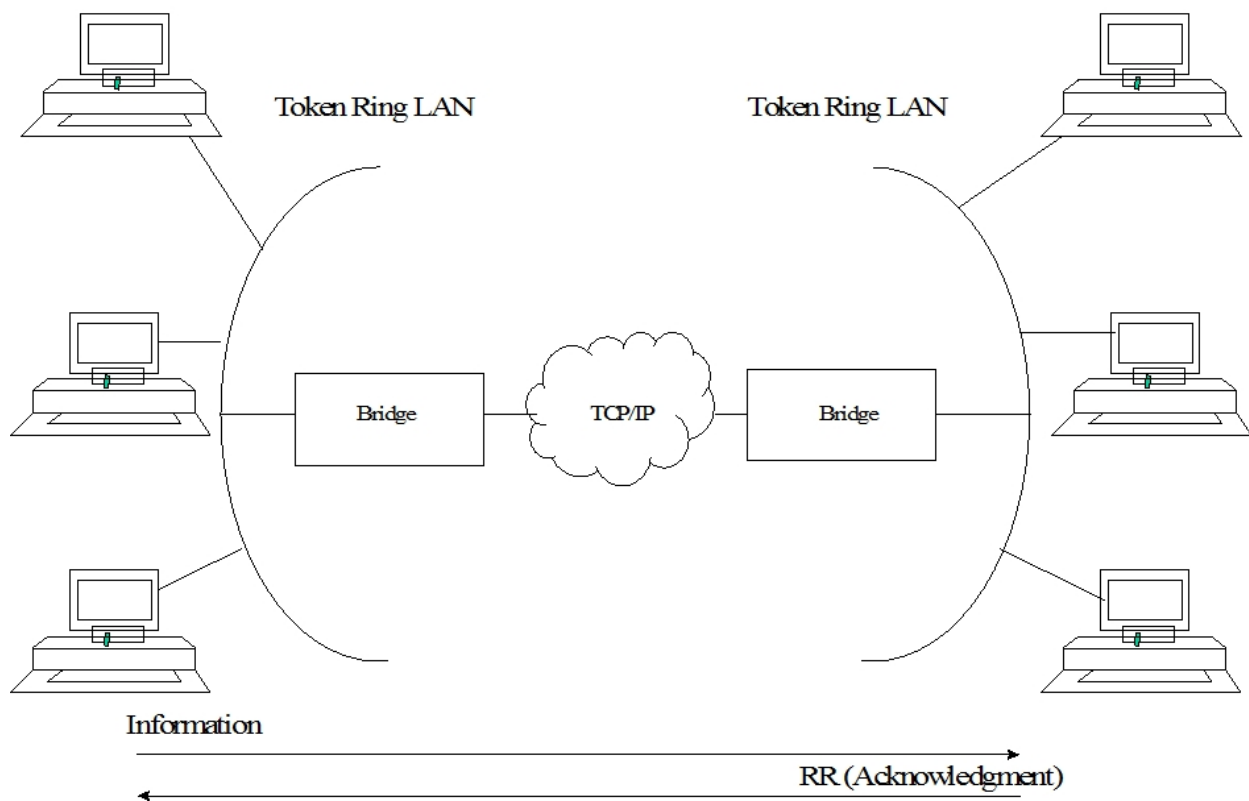 Token Ring LAN
Token Ring LAN
Bridge
TCP/IP
Bridge
Information
RR (Acknowledgment)